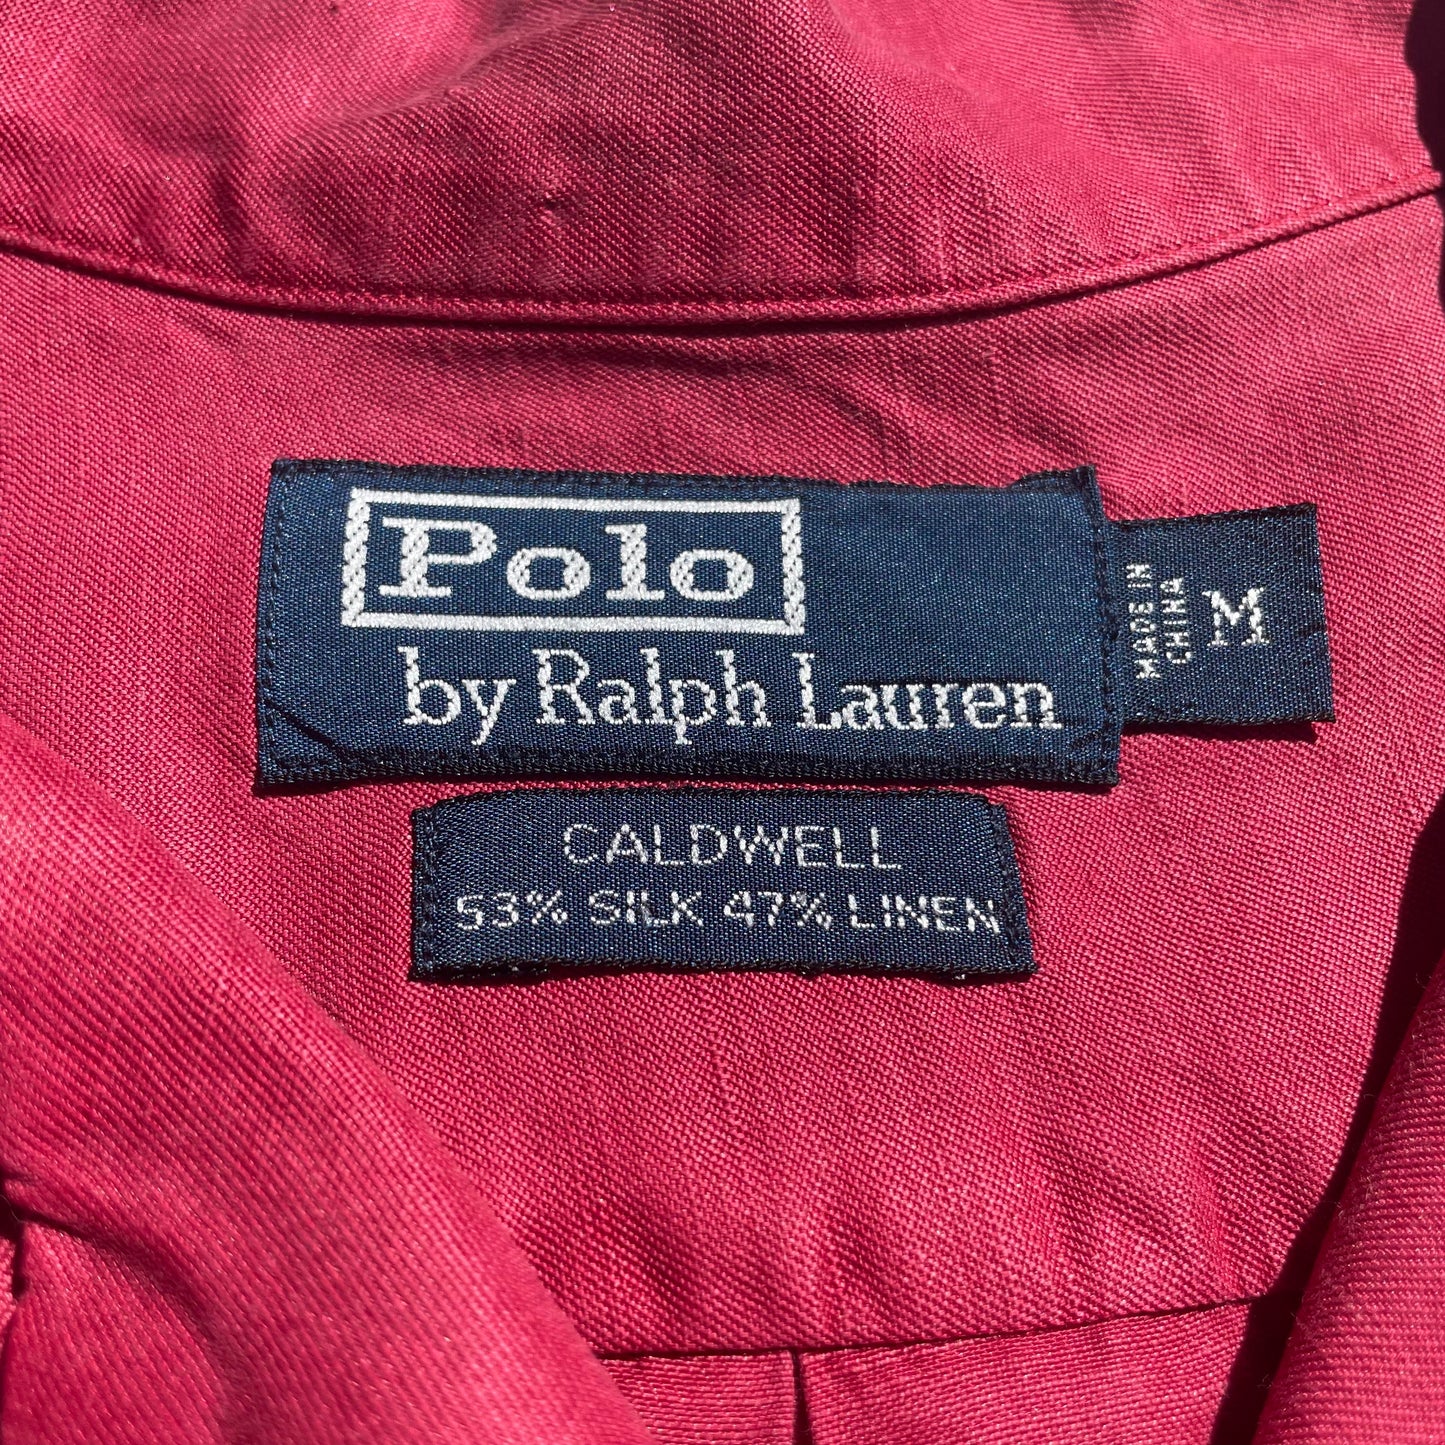 Polo
by Ralph Lauren
MADE IN
CHINA
M
CALDWELL
53% SILK 47% LINEN